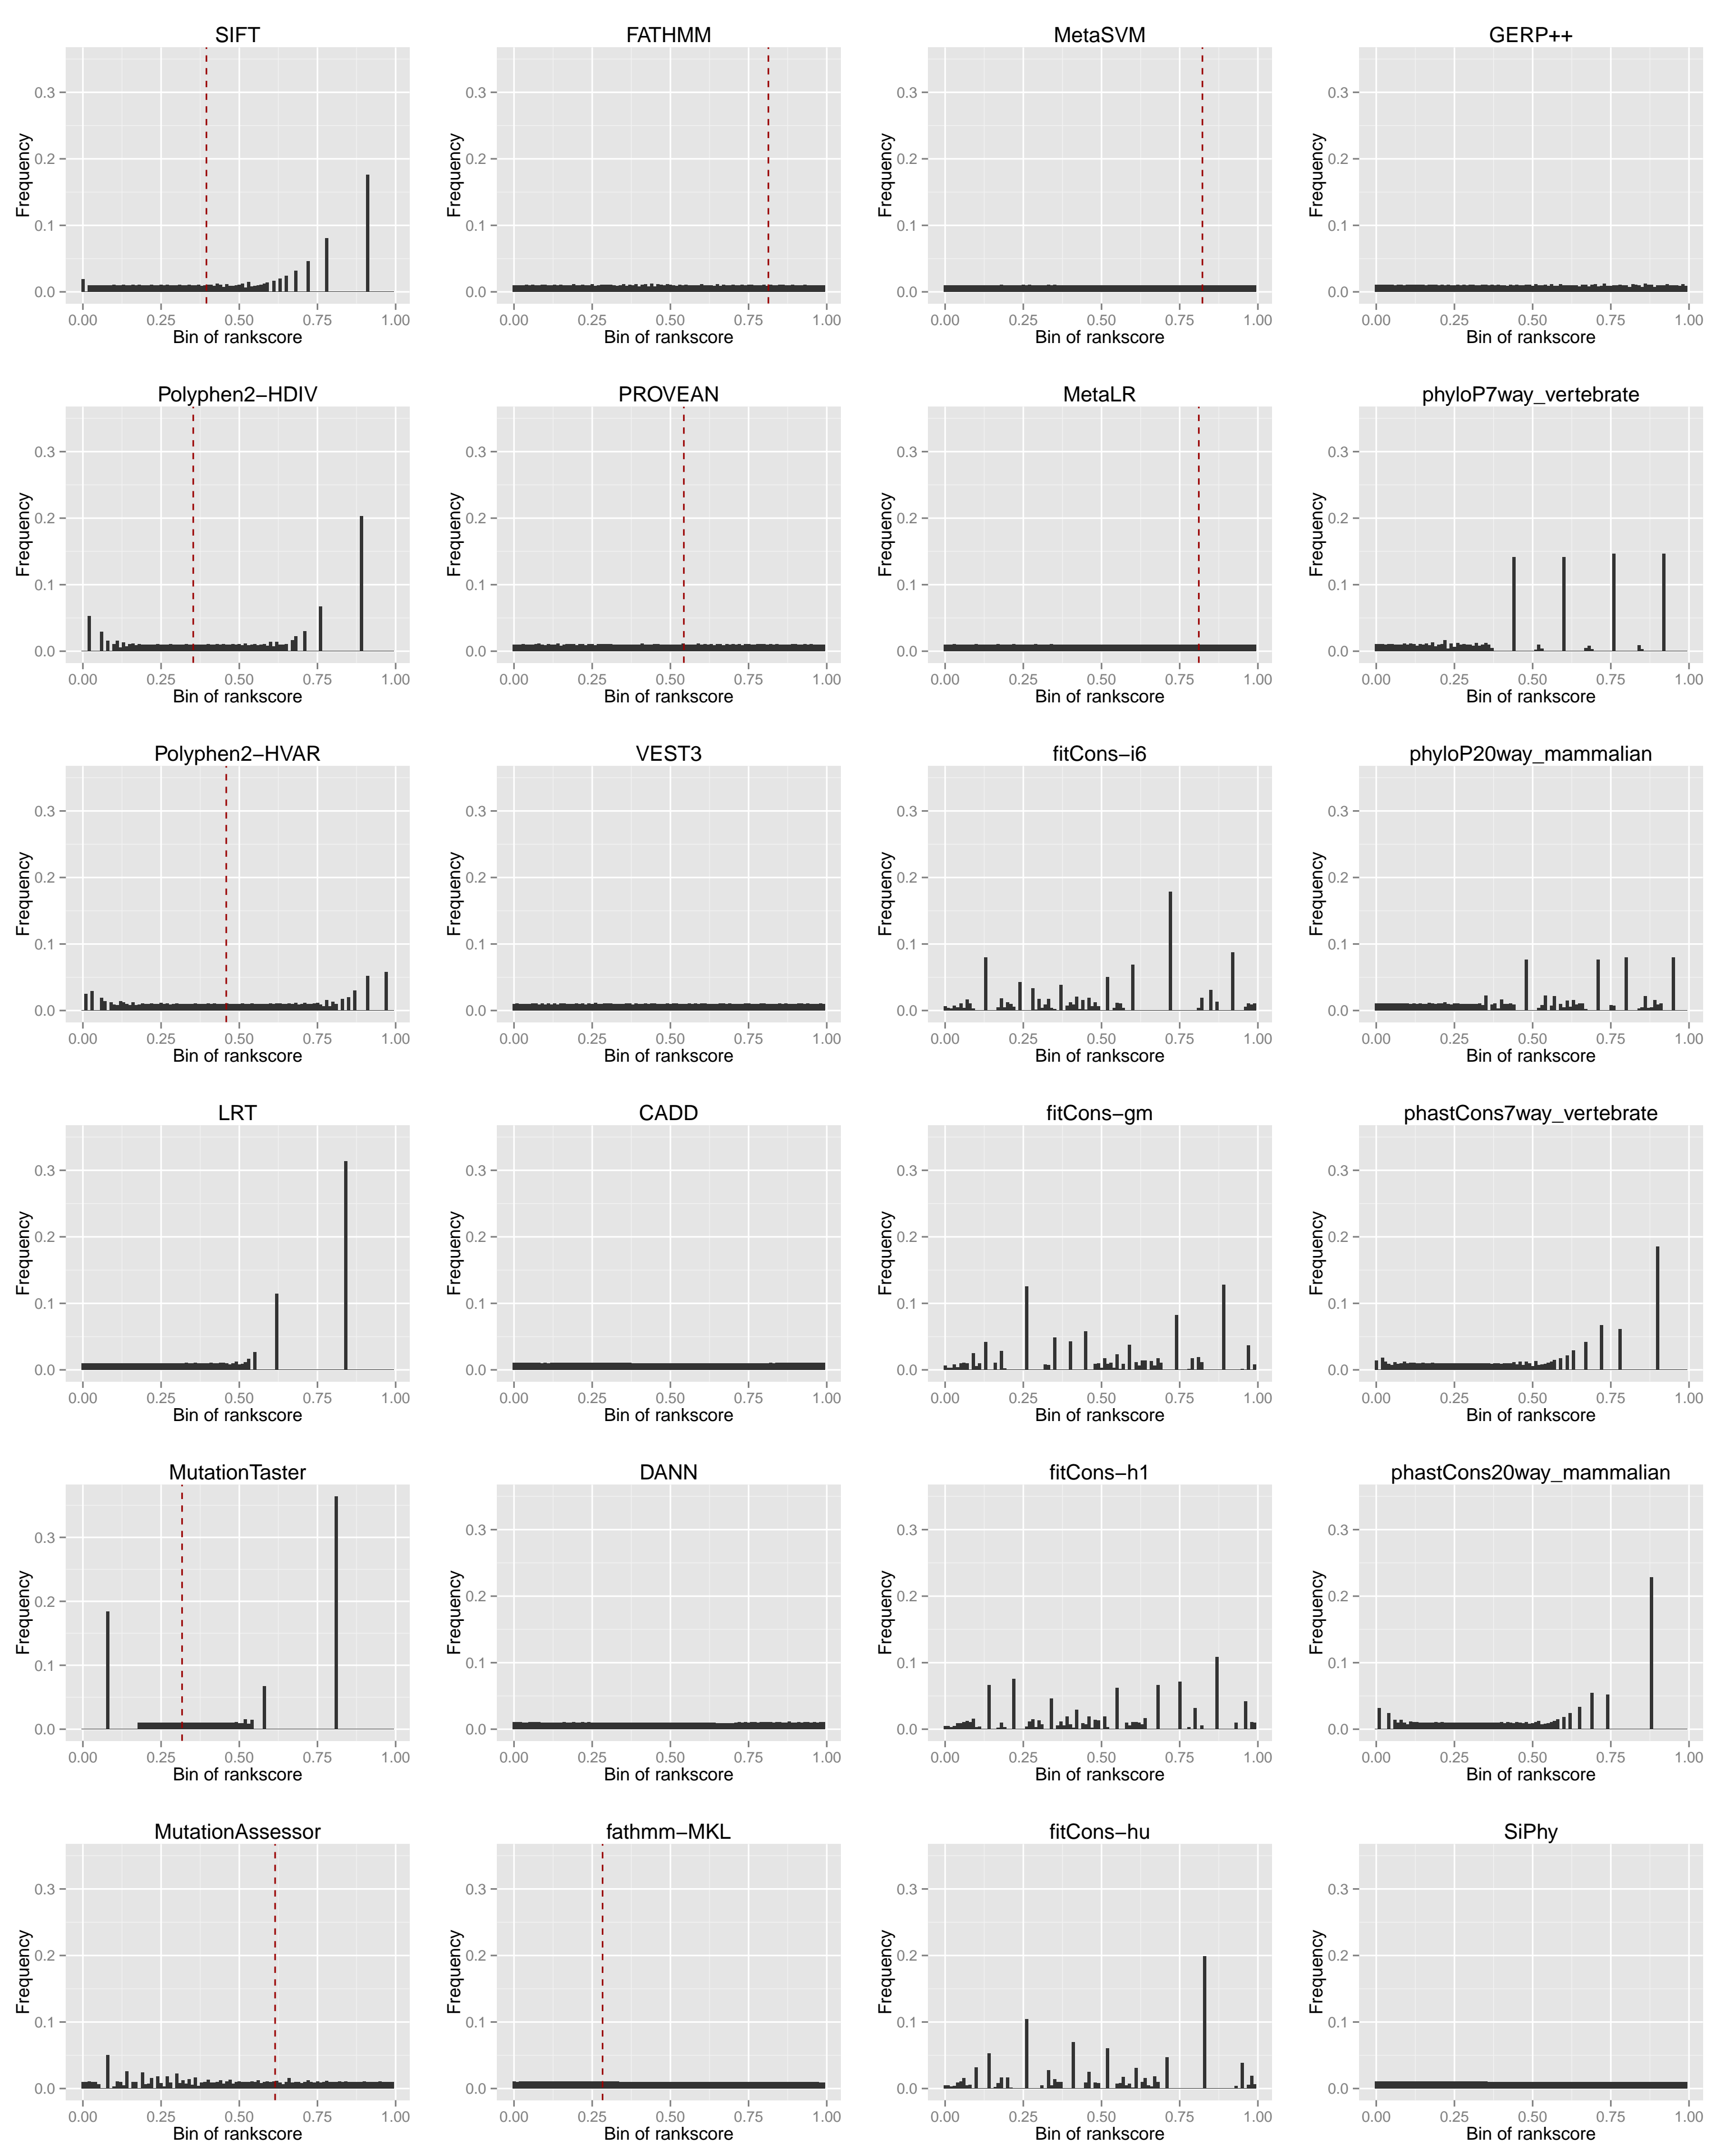 SIFT
FATHMM
MetaSVM
GERP++
Frequency
0.3
0.2
0.1
0.0
Frequency
0.3
0.2
0.1
0.0
Frequency
0.3
0.2
0.1
0.0
Frequency
0.3
0.2
0.1
0.0
0.00 0.25 0.50 0.75 1.00
0.00 0.25 0.50 0.75 1.00
0.00 0.25 0.50 0.75 1.00
0.00 0.25 0.50 0.75 1.00
Bin of rankscore
Bin of rankscore
Bin of rankscore
Bin of rankscore
Polyphen2−HDIV
PROVEAN
MetaLR
phyloP7way_vertebrate
Frequency
0.3
0.2
0.1
0.0
Frequency
0.3
0.2
0.1
0.0
Frequency
0.3
0.2
0.1
0.0
Frequency
0.3
0.2
0.1
0.0
0.00 0.25 0.50 0.75 1.00
0.00 0.25 0.50 0.75 1.00
0.00 0.25 0.50 0.75 1.00
0.00 0.25 0.50 0.75 1.00
Bin of rankscore
Bin of rankscore
Bin of rankscore
Bin of rankscore
Polyphen2−HVAR
VEST3
fitCons−i6
phyloP20way_mammalian
Frequency
0.3
0.2
0.1
0.0
Frequency
0.3
0.2
0.1
0.0
Frequency
0.3
0.2
0.1
0.0
Frequency
0.3
0.2
0.1
0.0
0.00 0.25 0.50 0.75 1.00
0.00 0.25 0.50 0.75 1.00
0.00 0.25 0.50 0.75 1.00
0.00 0.25 0.50 0.75 1.00
Bin of rankscore
Bin of rankscore
Bin of rankscore
Bin of rankscore
LRT
CADD
fitCons−gm
phastCons7way_vertebrate
Frequency
0.3
0.2
0.1
0.0
Frequency
0.3
0.2
0.1
0.0
Frequency
0.3
0.2
0.1
0.0
Frequency
0.3
0.2
0.1
0.0
0.00 0.25 0.50 0.75 1.00
0.00 0.25 0.50 0.75 1.00
0.00 0.25 0.50 0.75 1.00
0.00 0.25 0.50 0.75 1.00
Bin of rankscore
Bin of rankscore
Bin of rankscore
Bin of rankscore
MutationTaster
DANN
fitCons−h1
phastCons20way_mammalian
Frequency
0.3
0.2
0.1
0.0
Frequency
0.3
0.2
0.1
0.0
Frequency
0.3
0.2
0.1
0.0
Frequency
0.3
0.2
0.1
0.0
0.00 0.25 0.50 0.75 1.00
0.00 0.25 0.50 0.75 1.00
0.00 0.25 0.50 0.75 1.00
0.00 0.25 0.50 0.75 1.00
Bin of rankscore
Bin of rankscore
Bin of rankscore
Bin of rankscore
MutationAssessor
fathmm−MKL
fitCons−hu
SiPhy
Frequency
0.3
0.2
0.1
0.0
Frequency
0.3
0.2
0.1
0.0
Frequency
0.3
0.2
0.1
0.0
Frequency
0.3
0.2
0.1
0.0
0.00 0.25 0.50 0.75 1.00
0.00 0.25 0.50 0.75 1.00
0.00 0.25 0.50 0.75 1.00
0.00 0.25 0.50 0.75 1.00
Bin of rankscore
Bin of rankscore
Bin of rankscore
Bin of rankscore